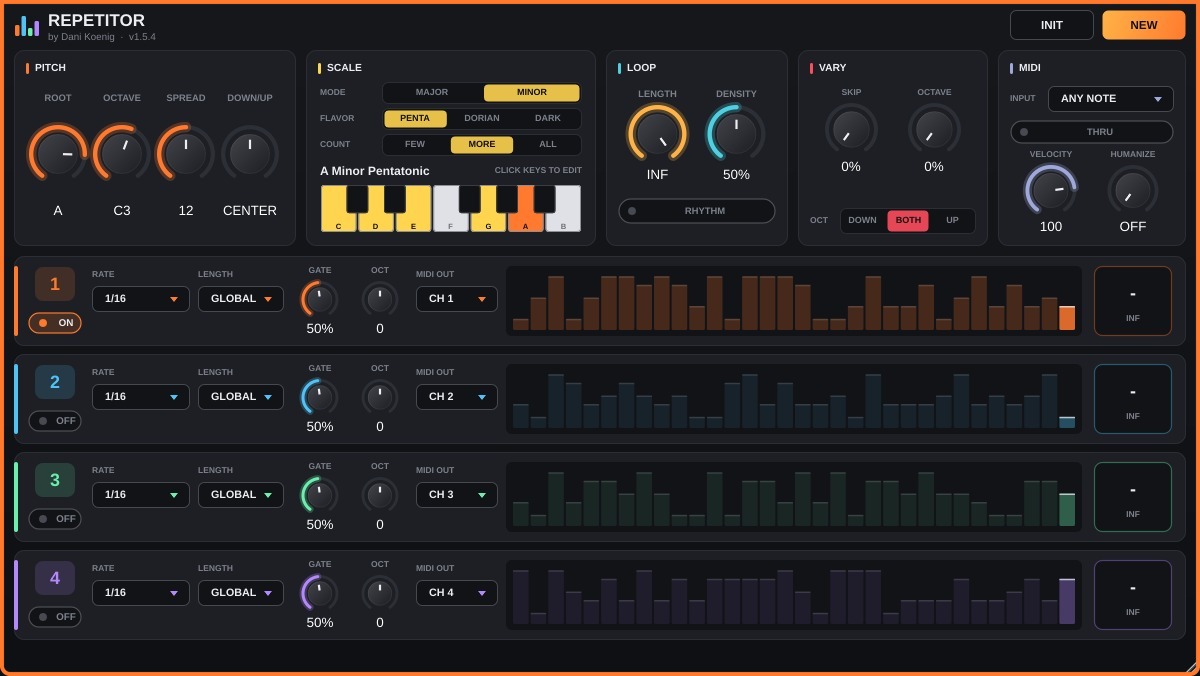 REPETITOR
by Dani Koenig · v1.5.4
INIT
NEW
PITCH
ROOT OCTAVE SPREAD DOWN/UP
A C3 12 CENTER
SCALE
MODE MAJOR MINOR
FLAVOR PENTA DORIAN DARK
COUNT FEW MORE ALL
A Minor Pentatonic CLICK KEYS TO EDIT
C D E F G A B
LOOP
LENGTH DENSITY
INF 50%
RHYTHM
VARY
SKIP OCTAVE
0% 0%
OCT DOWN BOTH UP
MIDI
INPUT ANY NOTE
THRU
VELOCITY HUMANIZE
100 OFF
1 RATE LENGTH GATE OCT MIDI OUT
ON 1/16 GLOBAL 50% 0 CH 1
-
INF
2 RATE LENGTH GATE OCT MIDI OUT
OFF 1/16 GLOBAL 50% 0 CH 2
-
INF
3 RATE LENGTH GATE OCT MIDI OUT
OFF 1/16 GLOBAL 50% 0 CH 3
-
INF
4 RATE LENGTH GATE OCT MIDI OUT
OFF 1/16 GLOBAL 50% 0 CH 4
-
INF